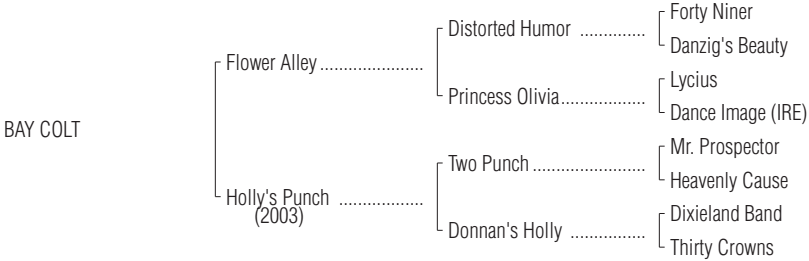 Forty Niner
Distorted Humor ..............
Danzig's Beauty
Flower Alley ......................
Lycius
Princess Olivia..................
Dance Image (IRE)
BAY COLT
Mr. Prospector
Two Punch ........................
Heavenly Cause
Holly's Punch ..................
(2003)
Dixieland Band
Donnan's Holly ................
Thirty Crowns